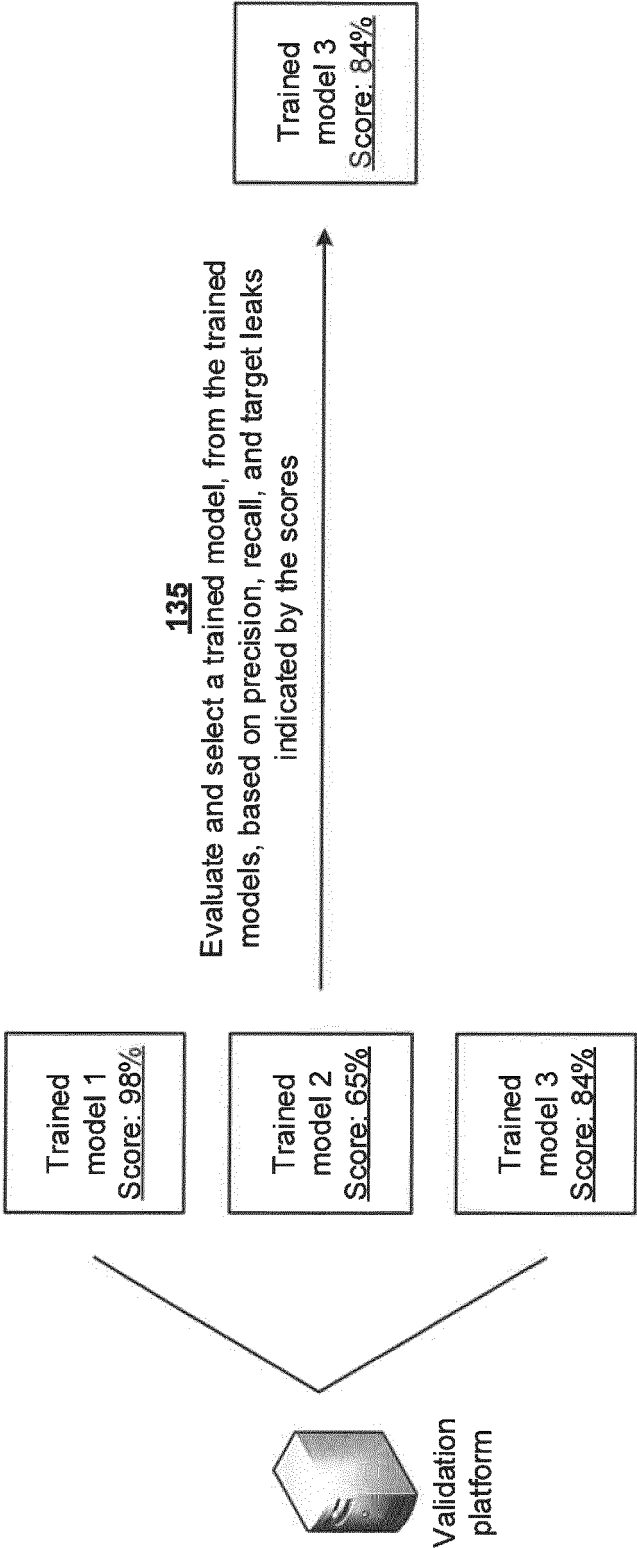 Validation
platform
Trained
model 1
Score: 98%
Trained
model 2
Score: 65%
Trained
model 3
Score: 84%
135
Evaluate and select a trained model, from the trained
models, based on precision, recall, and target leaks
indicated by the scores
Trained
model 3
Score: 84%